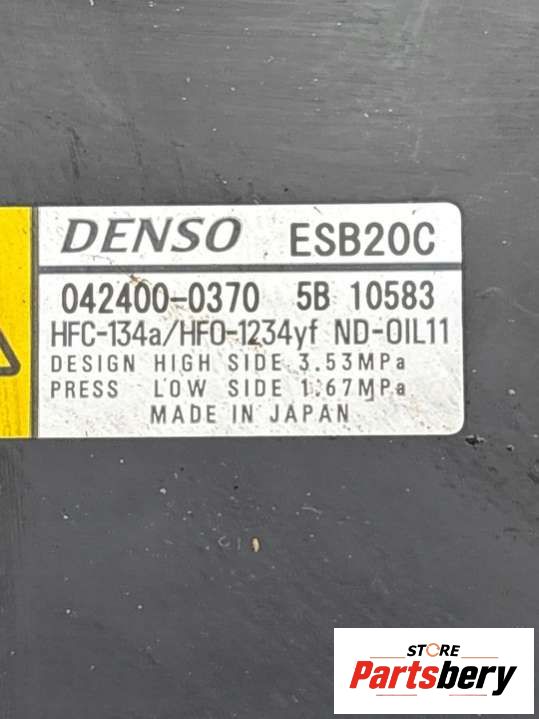 DENSO ESB20C
042400-0370 5B 10583
HFC-134a/HFO-1234yf ND-OIL11
DESIGN HIGH SIDE 3.53MPa
PRESS LOW SIDE 1.67MPa
MADE IN JAPAN
STORE
Partsbery